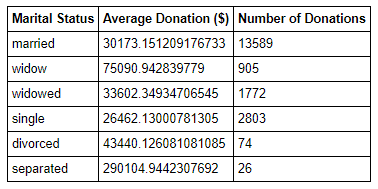 Marital Status Average Donation ($) Number of Donations
married 30173.151209176733 13589
widow 75090.942839779 905
widowed 33602.34934706545 1772
single 26462.13000781305 2803
divorced 43440.126081081085 74
separated 290104.9442307692 26